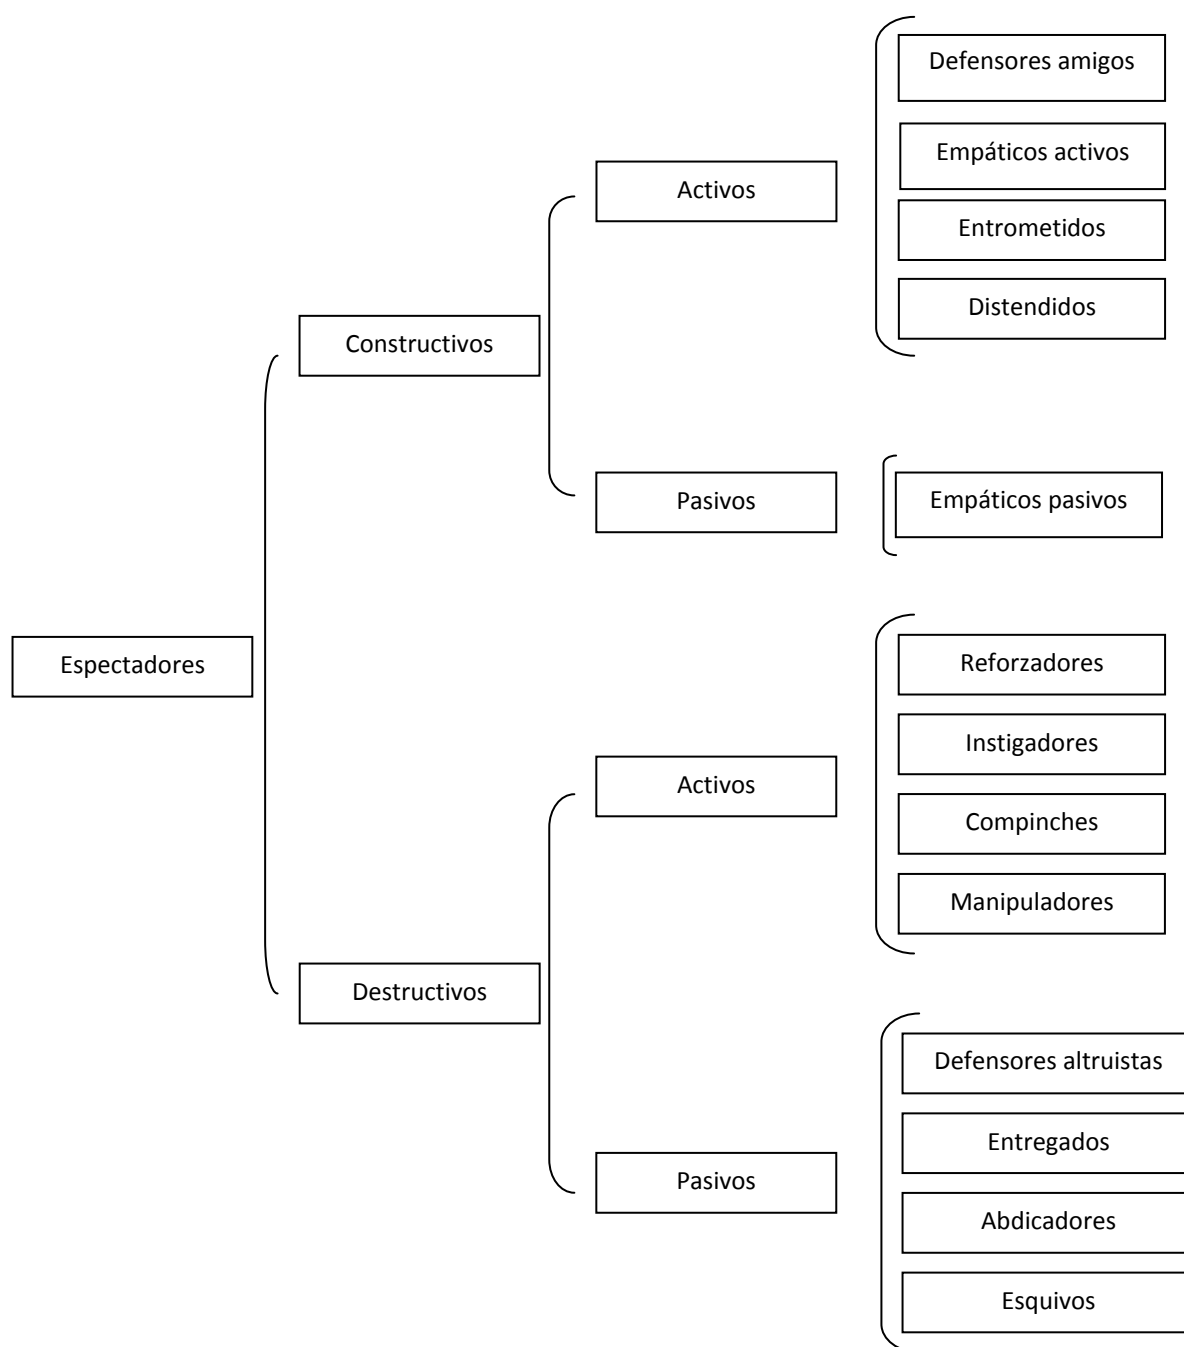 Espectadores
Constructivos
Activos
Defensores amigos
Empáticos activos
Entrometidos
Distendidos
Pasivos
Empáticos pasivos
Destructivos
Activos
Reforzadores
Instigadores
Compinches
Manipuladores
Pasivos
Defensores altruistas
Entregados
Abdicadores
Esquivos